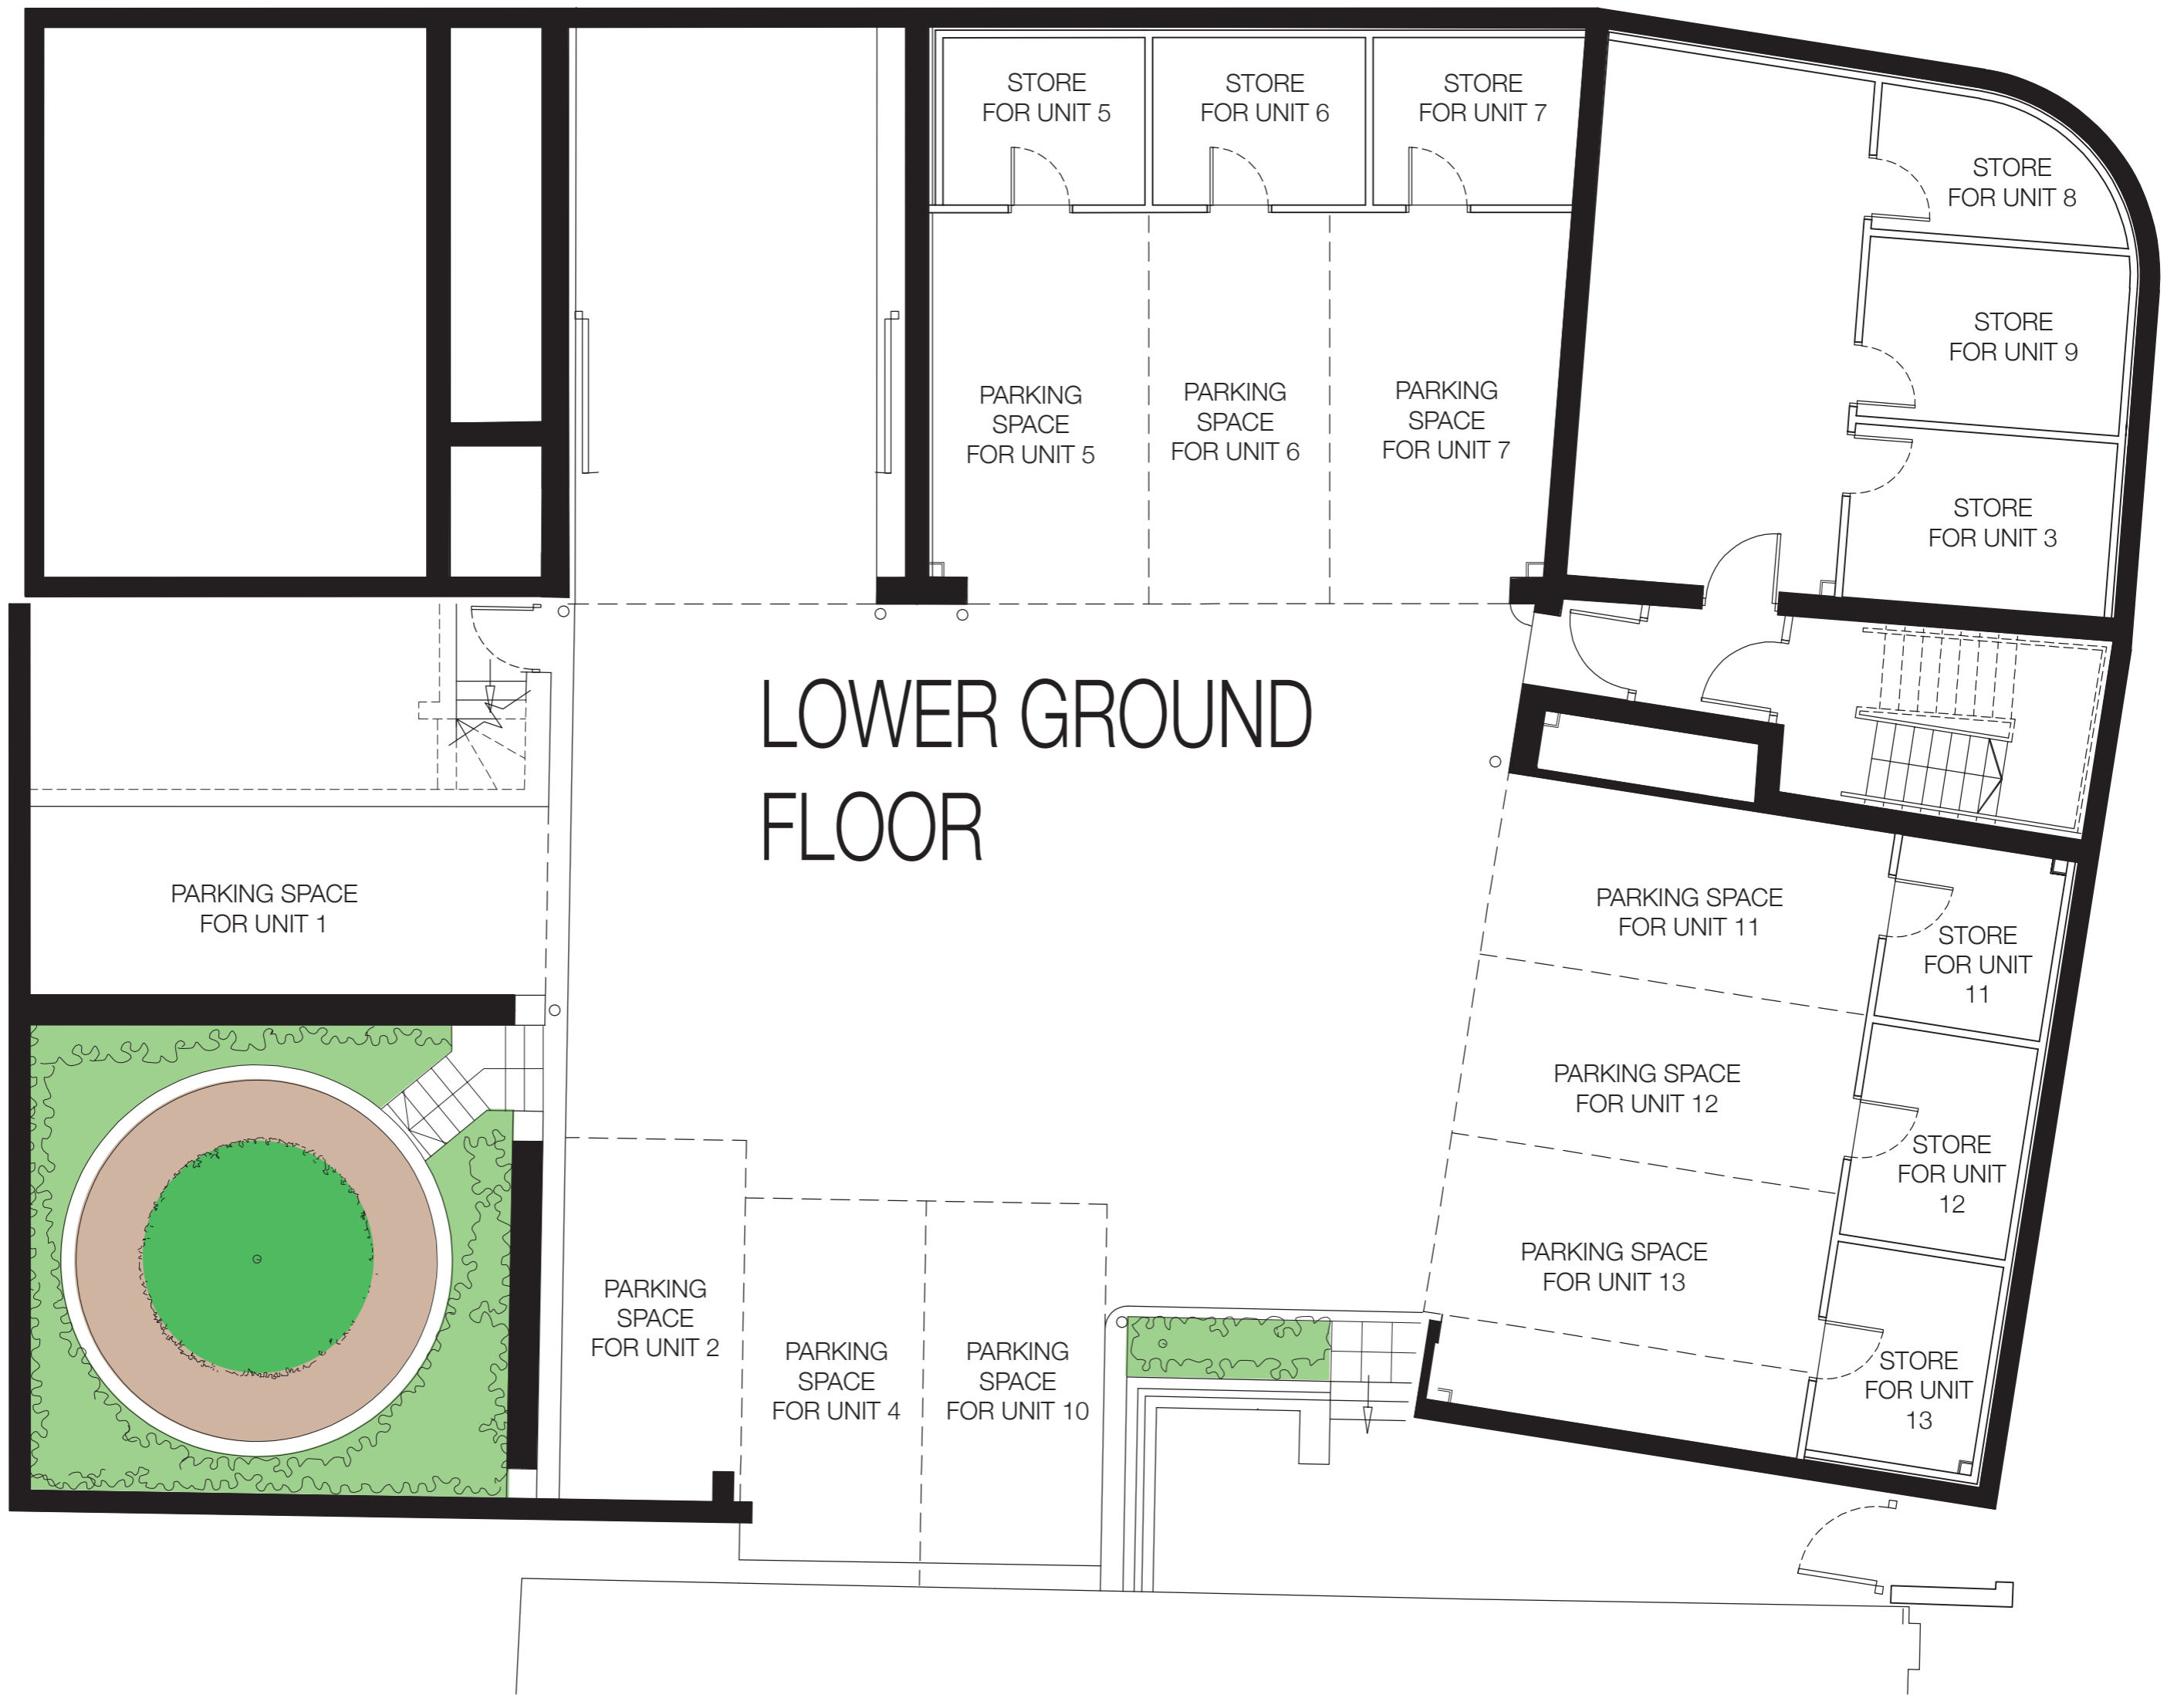 STORE
FOR UNIT 5
STORE
FOR UNIT 6
STORE
FOR UNIT 7
STORE
FOR UNIT 8
STORE
FOR UNIT 9
STORE
FOR UNIT 3
PARKING
SPACE
FOR UNIT 5
PARKING
SPACE
FOR UNIT 6
PARKING
SPACE
FOR UNIT 7
LOWER GROUND
FLOOR
PARKING SPACE
FOR UNIT 1
PARKING SPACE
FOR UNIT 11
STORE
FOR UNIT
11
PARKING SPACE
FOR UNIT 12
STORE
FOR UNIT
12
PARKING SPACE
FOR UNIT 13
STORE
FOR UNIT
13
PARKING
SPACE
FOR UNIT 2
PARKING
SPACE
FOR UNIT 4
PARKING
SPACE
FOR UNIT 10